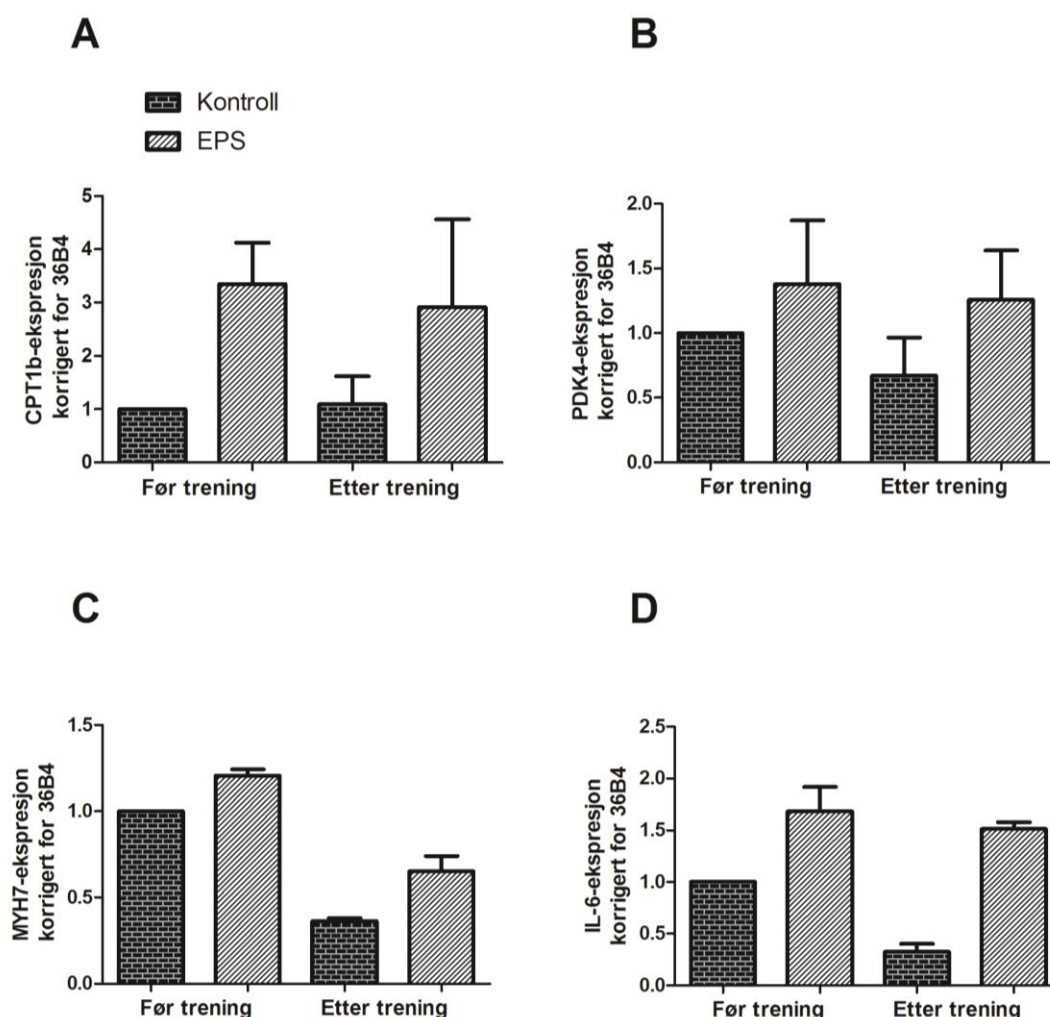 A
Kontroll
EPS
CPT1b-ekspresjon
korrigert for 36B4
5
4
3
2
1
0
Før trening
Etter trening
B
PDK4-ekspresjon
korrigert for 36B4
2.0
1.5
1.0
0.5
0.0
Før trening
Etter trening
C
MYH7-ekspresjon
korrigert for 36B4
1.5
1.0
0.5
0.0
Før trening
Etter trening
D
IL-6-ekspresjon
korrigert for 36B4
2.5
2.0
1.5
1.0
0.5
0.0
Før trening
Etter trening